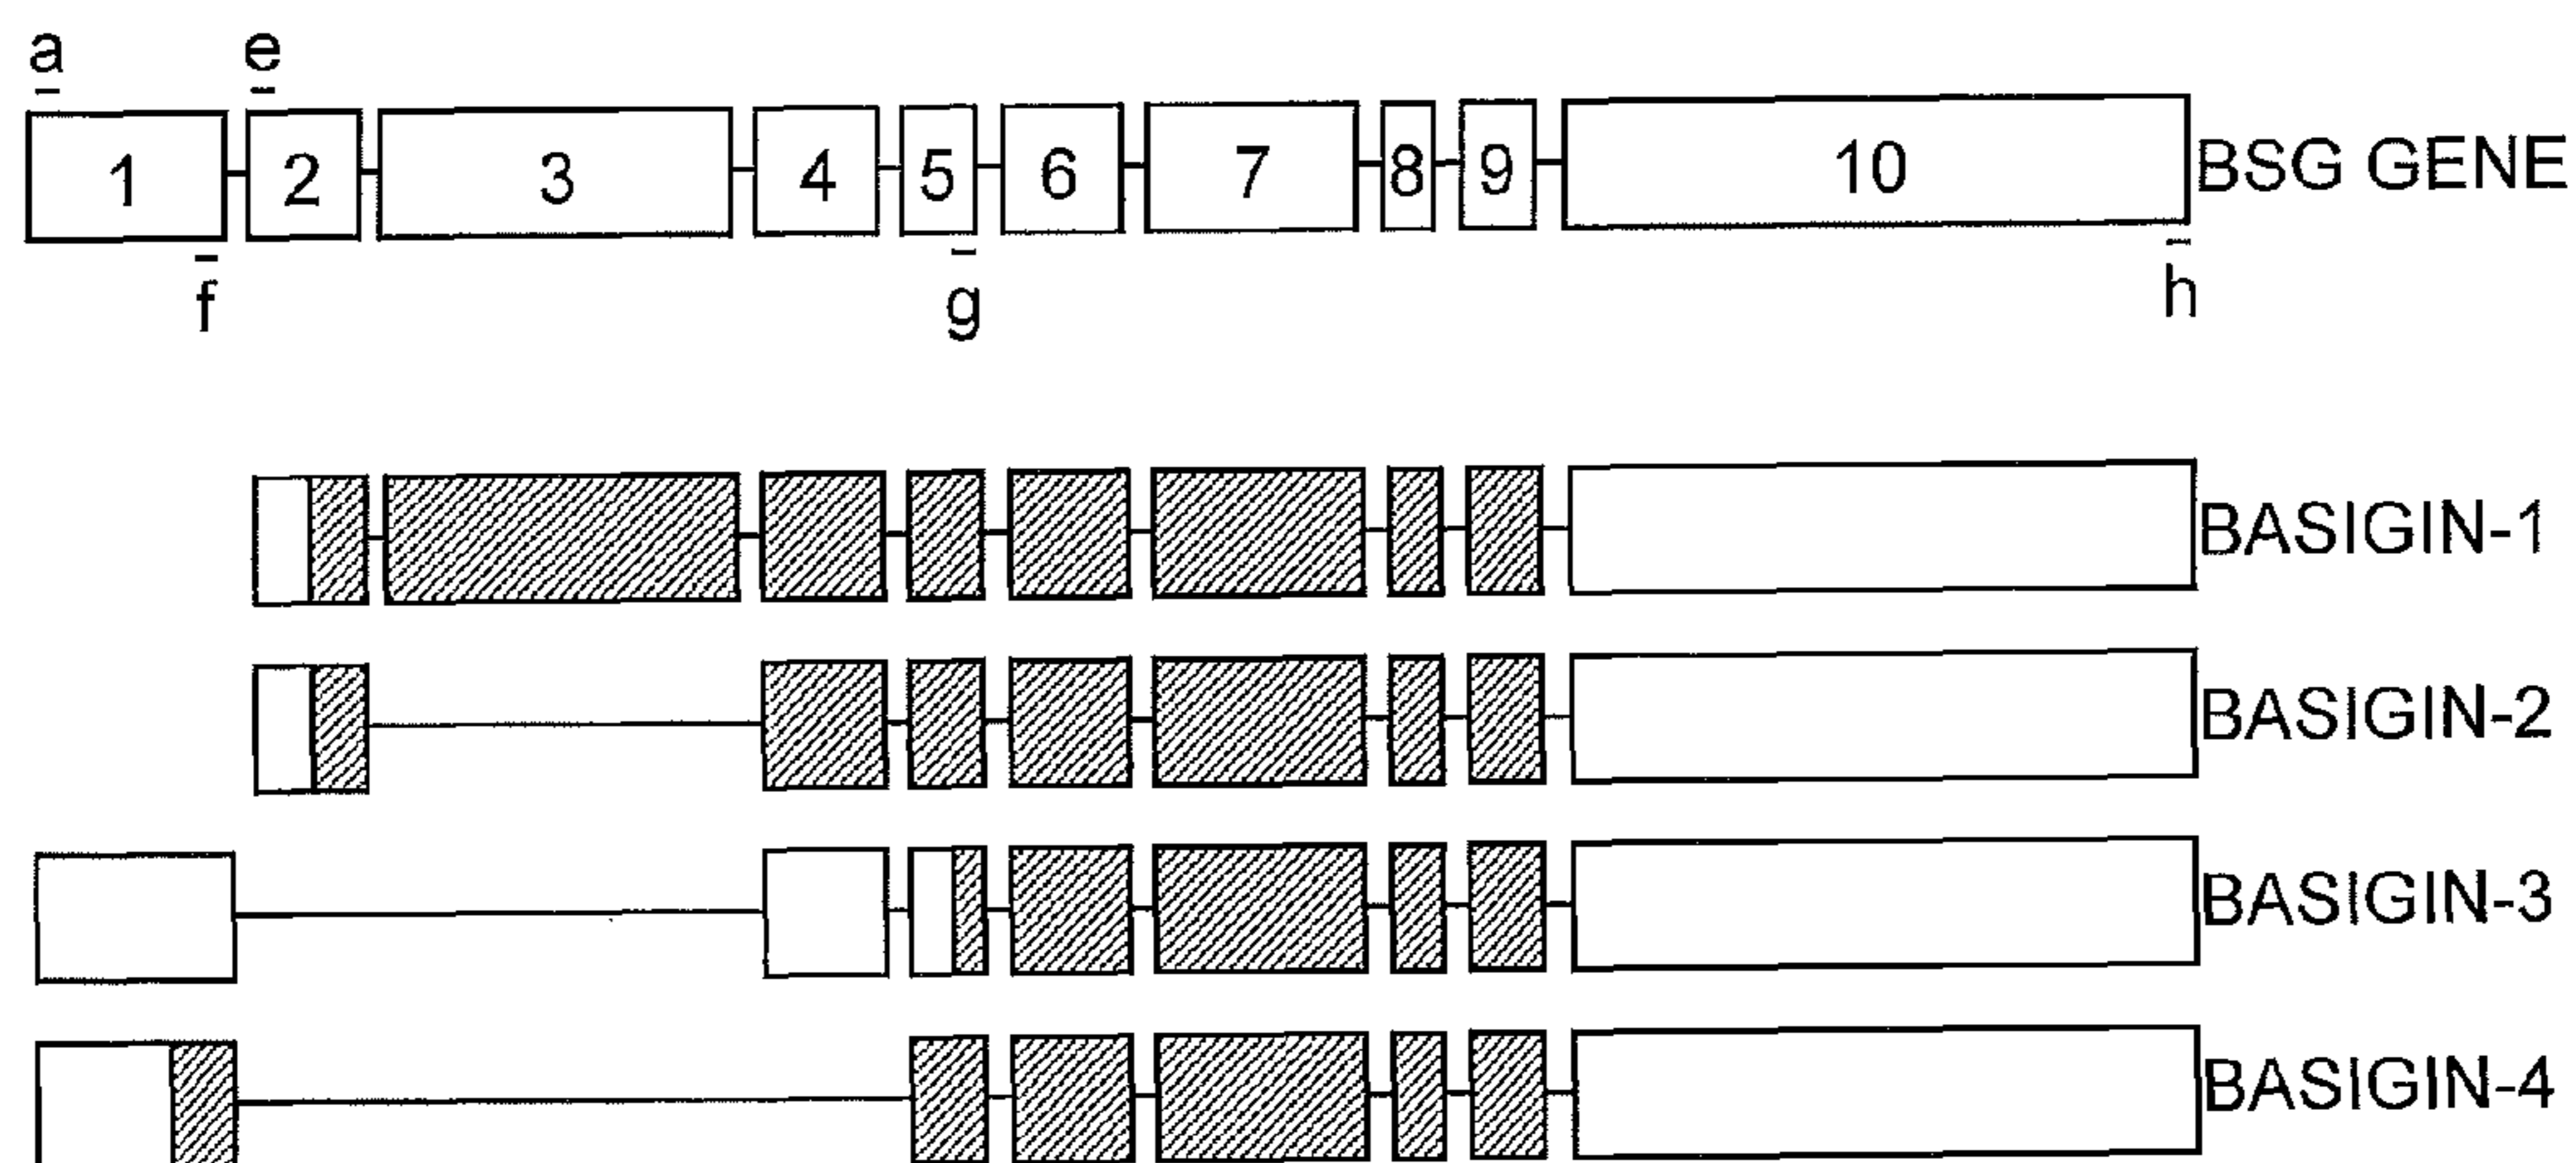 a e
1 2 3 4 5 6 7 8 9 10 BSG GENE
f g h
BASIGIN-1
BASIGIN-2
BASIGIN-3
BASIGIN-4